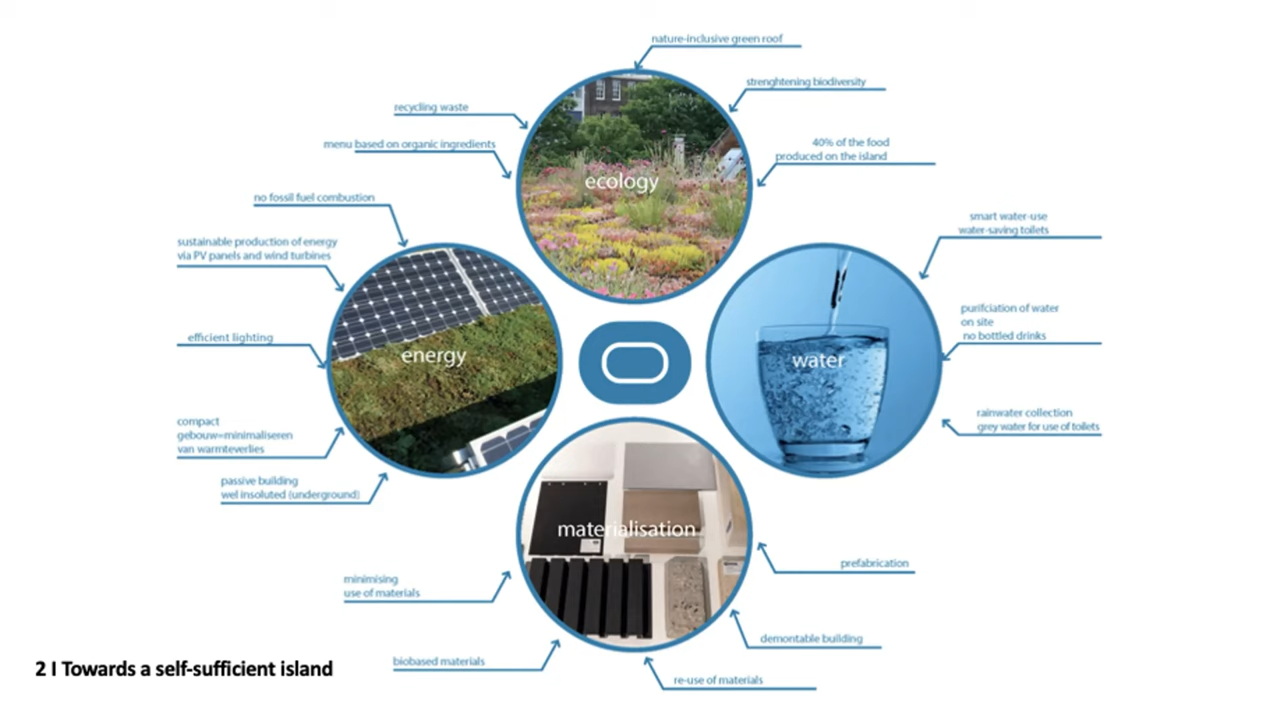 nature-inclusive green roof
strenghtening biodiversity
recycling waste
menu based on organic ingredients
40% of the food
produced on the island
ecology
no fossil fuel combustion
sustainable production of energy
via PV panels and wind turbines
efficient lighting
compact
gebouw=minimaliseren
van warmteverlies
passive building
wel insoluted (underground)
energy
smart water-use
water-saving toilets
purifciation of water
on site
no bottled drinks
rainwater collection
grey water for use of toilets
water
materialisation
minimising
use of materials
biobased materials
prefabrication
demontable building
re-use of materials
2 I Towards a self-sufficient island